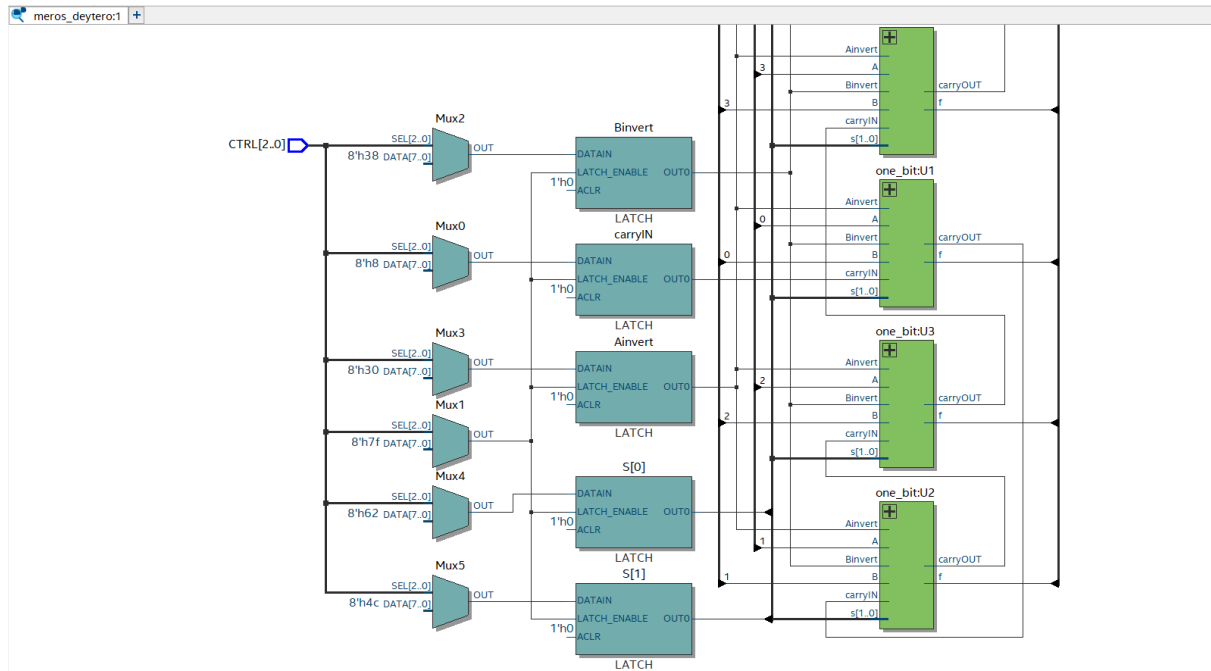 meros_deytero:1
CTRL[2..0]
Mux2
SEL[2..0]
8'h38 DATA[7..0]
OUT
Mux0
SEL[2..0]
8'h8 DATA[7..0]
OUT
Mux3
SEL[2..0]
8'h30 DATA[7..0]
OUT
Mux1
SEL[2..0]
8'h7f DATA[7..0]
OUT
Mux4
SEL[2..0]
8'h62 DATA[7..0]
OUT
Mux5
SEL[2..0]
8'h4c DATA[7..0]
OUT
Binvert
DATAIN
LATCH_ENABLE OUT0
1'h0 ACLR
LATCH
carryIN
DATAIN
LATCH_ENABLE OUT0
1'h0 ACLR
LATCH
Ainvert
DATAIN
LATCH_ENABLE OUT0
1'h0 ACLR
LATCH
S[0]
DATAIN
LATCH_ENABLE OUT0
1'h0 ACLR
LATCH
S[1]
DATAIN
LATCH_ENABLE OUT0
1'h0 ACLR
LATCH
Ainvert
3 A
Binvert carryOUT
3 B f
carryIN
s[1..0]
one_bit:U1
Ainvert
0 A
Binvert carryOUT
0 B f
carryIN
s[1..0]
one_bit:U3
Ainvert
2 A
Binvert carryOUT
2 B f
carryIN
s[1..0]
one_bit:U2
Ainvert
1 A
Binvert carryOUT
1 B f
carryIN
s[1..0]